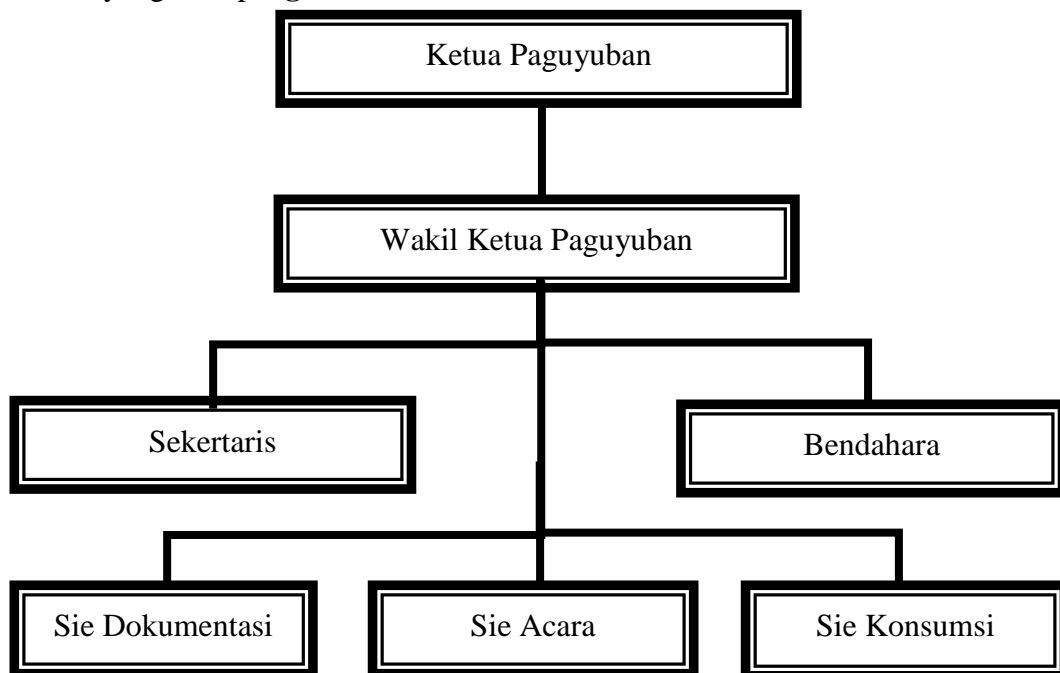 Ketua Paguyuban
Wakil Ketua Paguyuban
Sekertaris
Bendahara
Sie Dokumentasi
Sie Acara
Sie Konsumsi